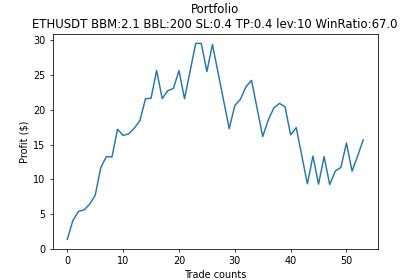 Portfolio
ETHUSDT BBM:2.1 BBL:200 SL:0.4 TP:0.4 lev:10 WinRatio:67.0
30
25
20
15
10
5
0
Profit ($)
0 10 20 30 40 50
Trade counts